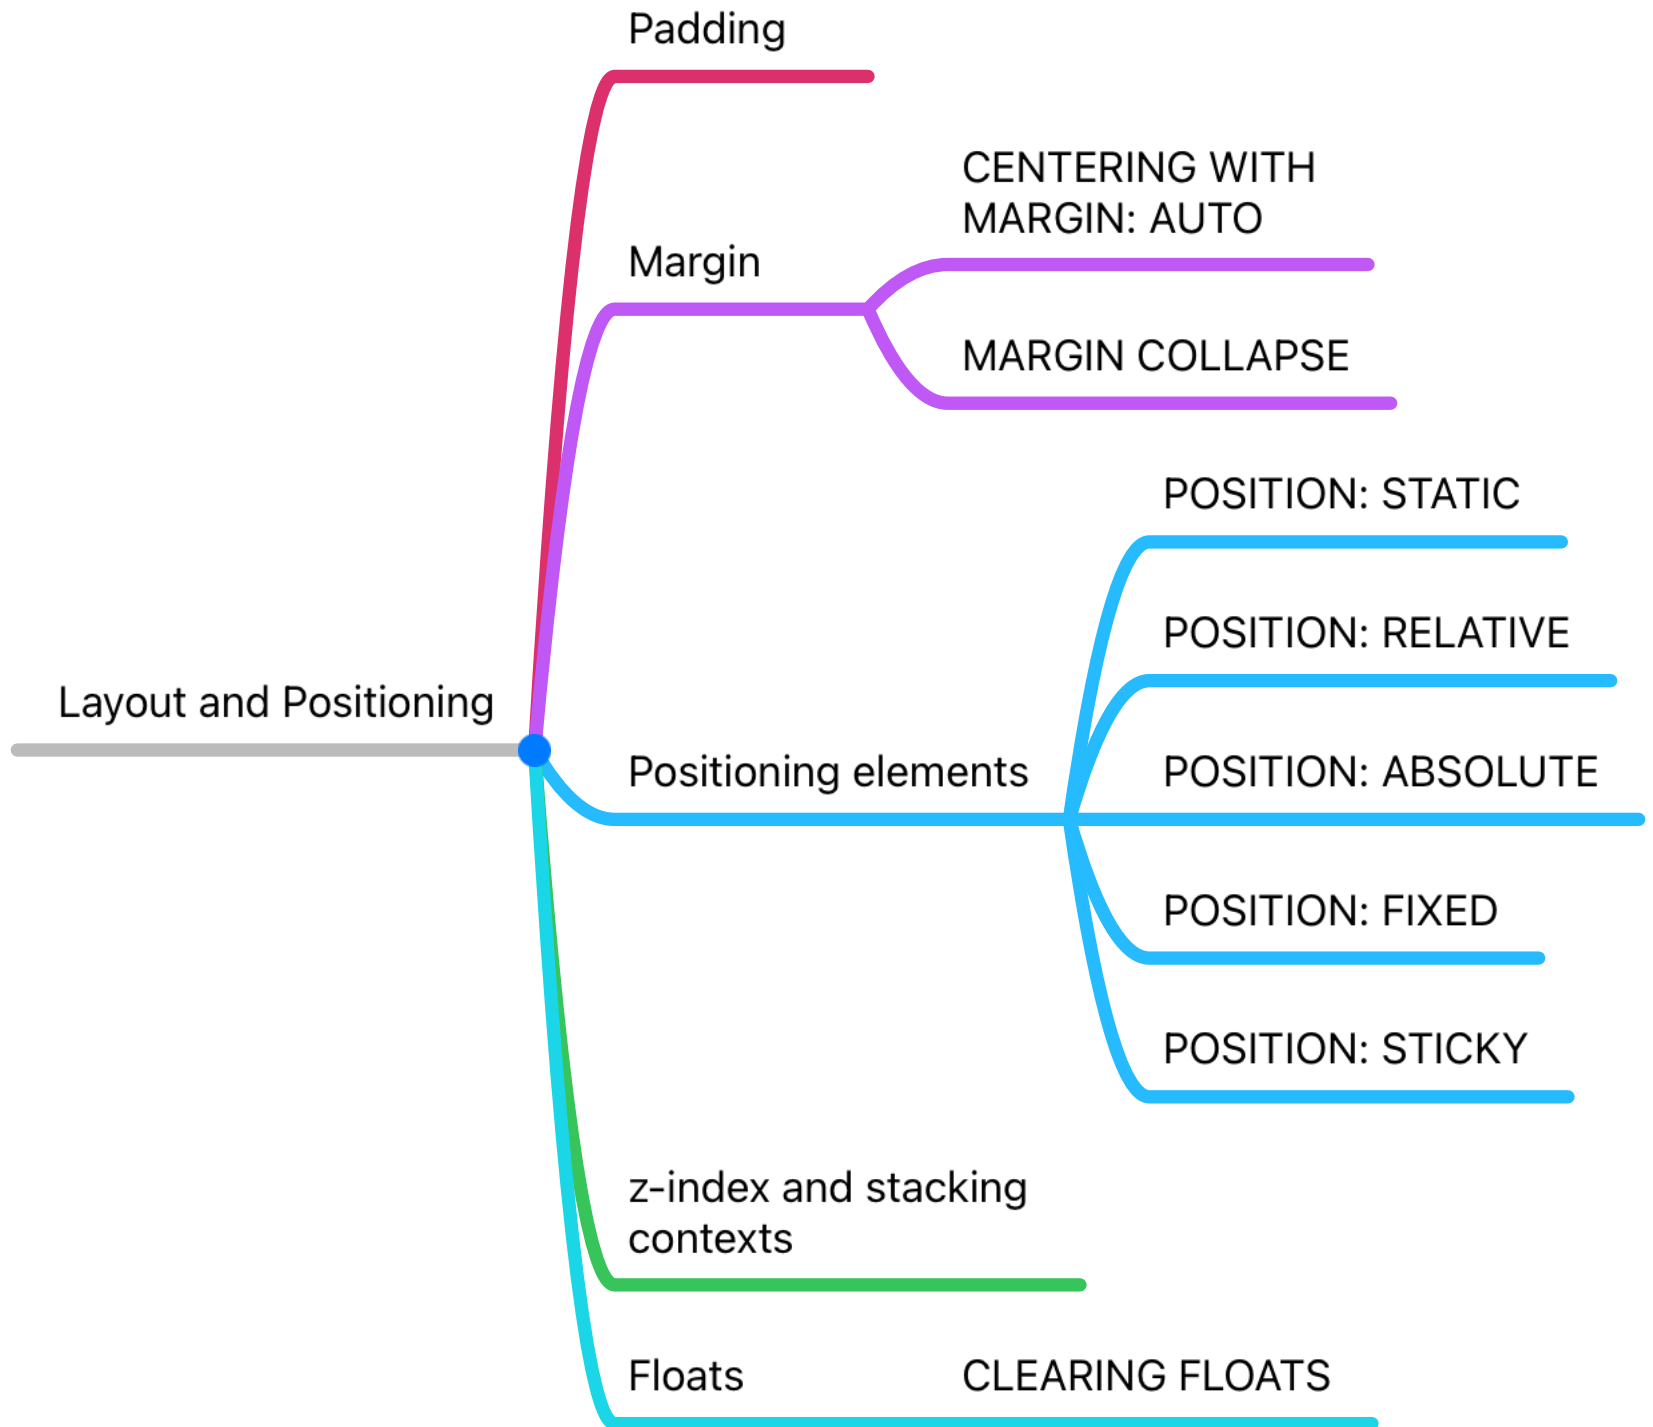 Padding
CENTERING WITH
MARGIN: AUTO
Margin
MARGIN COLLAPSE
POSITION: STATIC
POSITION: RELATIVE
Layout and Positioning
Positioning elements
POSITION: ABSOLUTE
POSITION: FIXED
POSITION: STICKY
z-index and stacking
contexts
Floats
CLEARING FLOATS